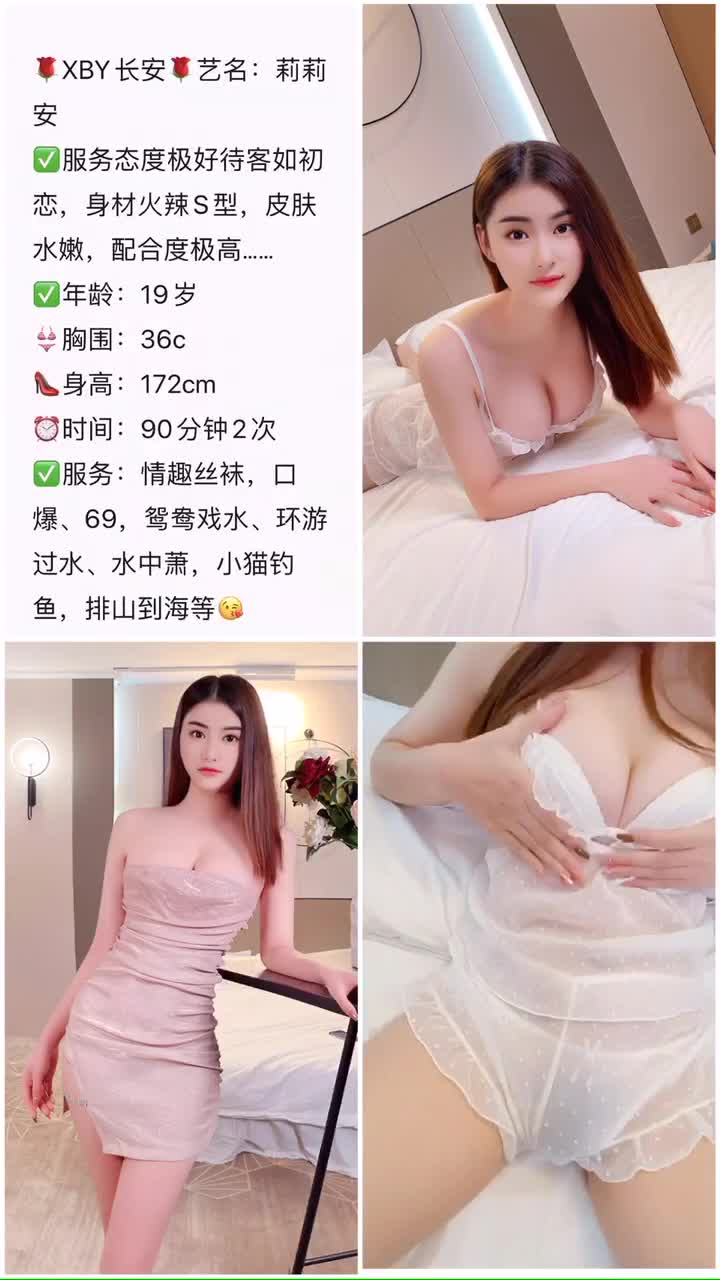 🌹XBY长安🌹艺名：莉莉
安
✅服务态度极好待客如初
恋，身材火辣S型，皮肤
水嫩，配合度极高……
✅年龄：19岁
👙胸围：36c
👠身高：172cm
⏰时间：90分钟2次
✅服务：情趣丝袜，口
爆、69，鸳鸯戏水、环游
过水、水中萧，小猫钓
鱼，排山到海等😘